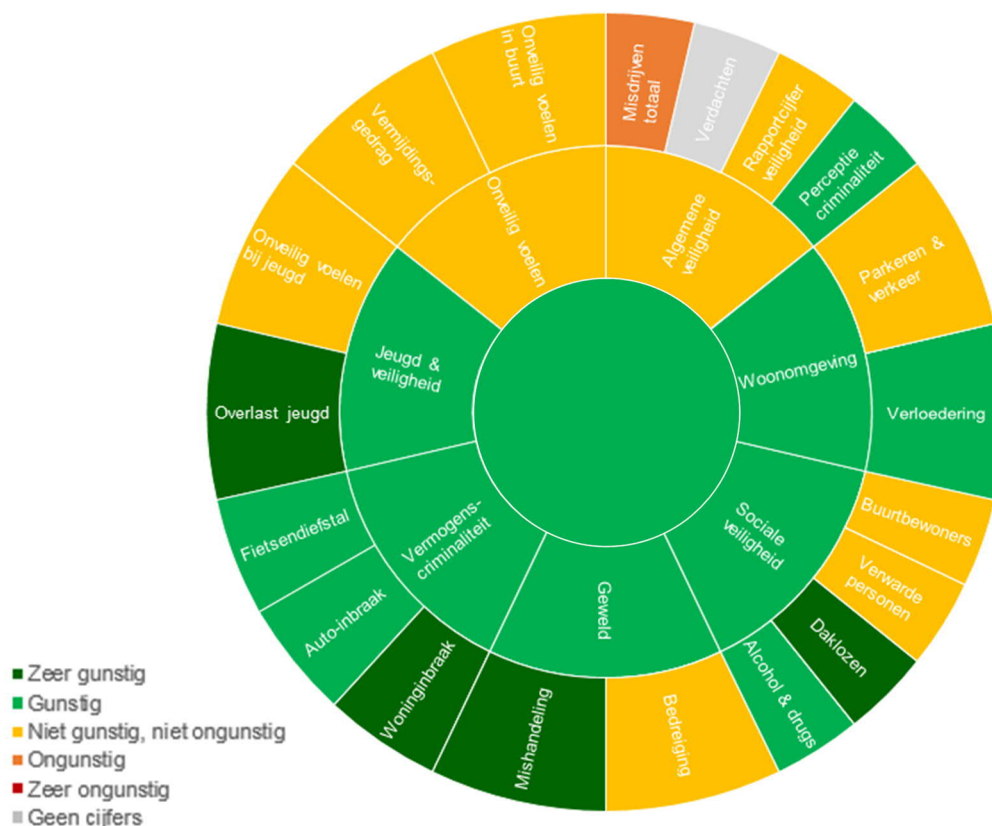 Onveilig voelen
in buurt
Misdrijven
totaal
Verdachten
Rapportcijfer
veiligheid
Perceptie
criminaliteit
Parkeren &
verkeer
Verloedering
Buurtbewoners
Verwarde
personen
Daklozen
Alcohol & drugs
Bedreiging
Mishandeling
Woninginbraak
Auto-inbraak
Fietsendiefstal
Overlast jeugd
Onveilig voelen
bij jeugd
Vermijdings-
gedrag
Onveilig voelen
Algemene
veiligheid
Woonomgeving
Sociale
veiligheid
Geweld
Vermogens-
criminaliteit
Jeugd &
veiligheid
Zeer gunstig
Gunstig
Niet gunstig, niet ongunstig
Ongunstig
Zeer ongunstig
Geen cijfers